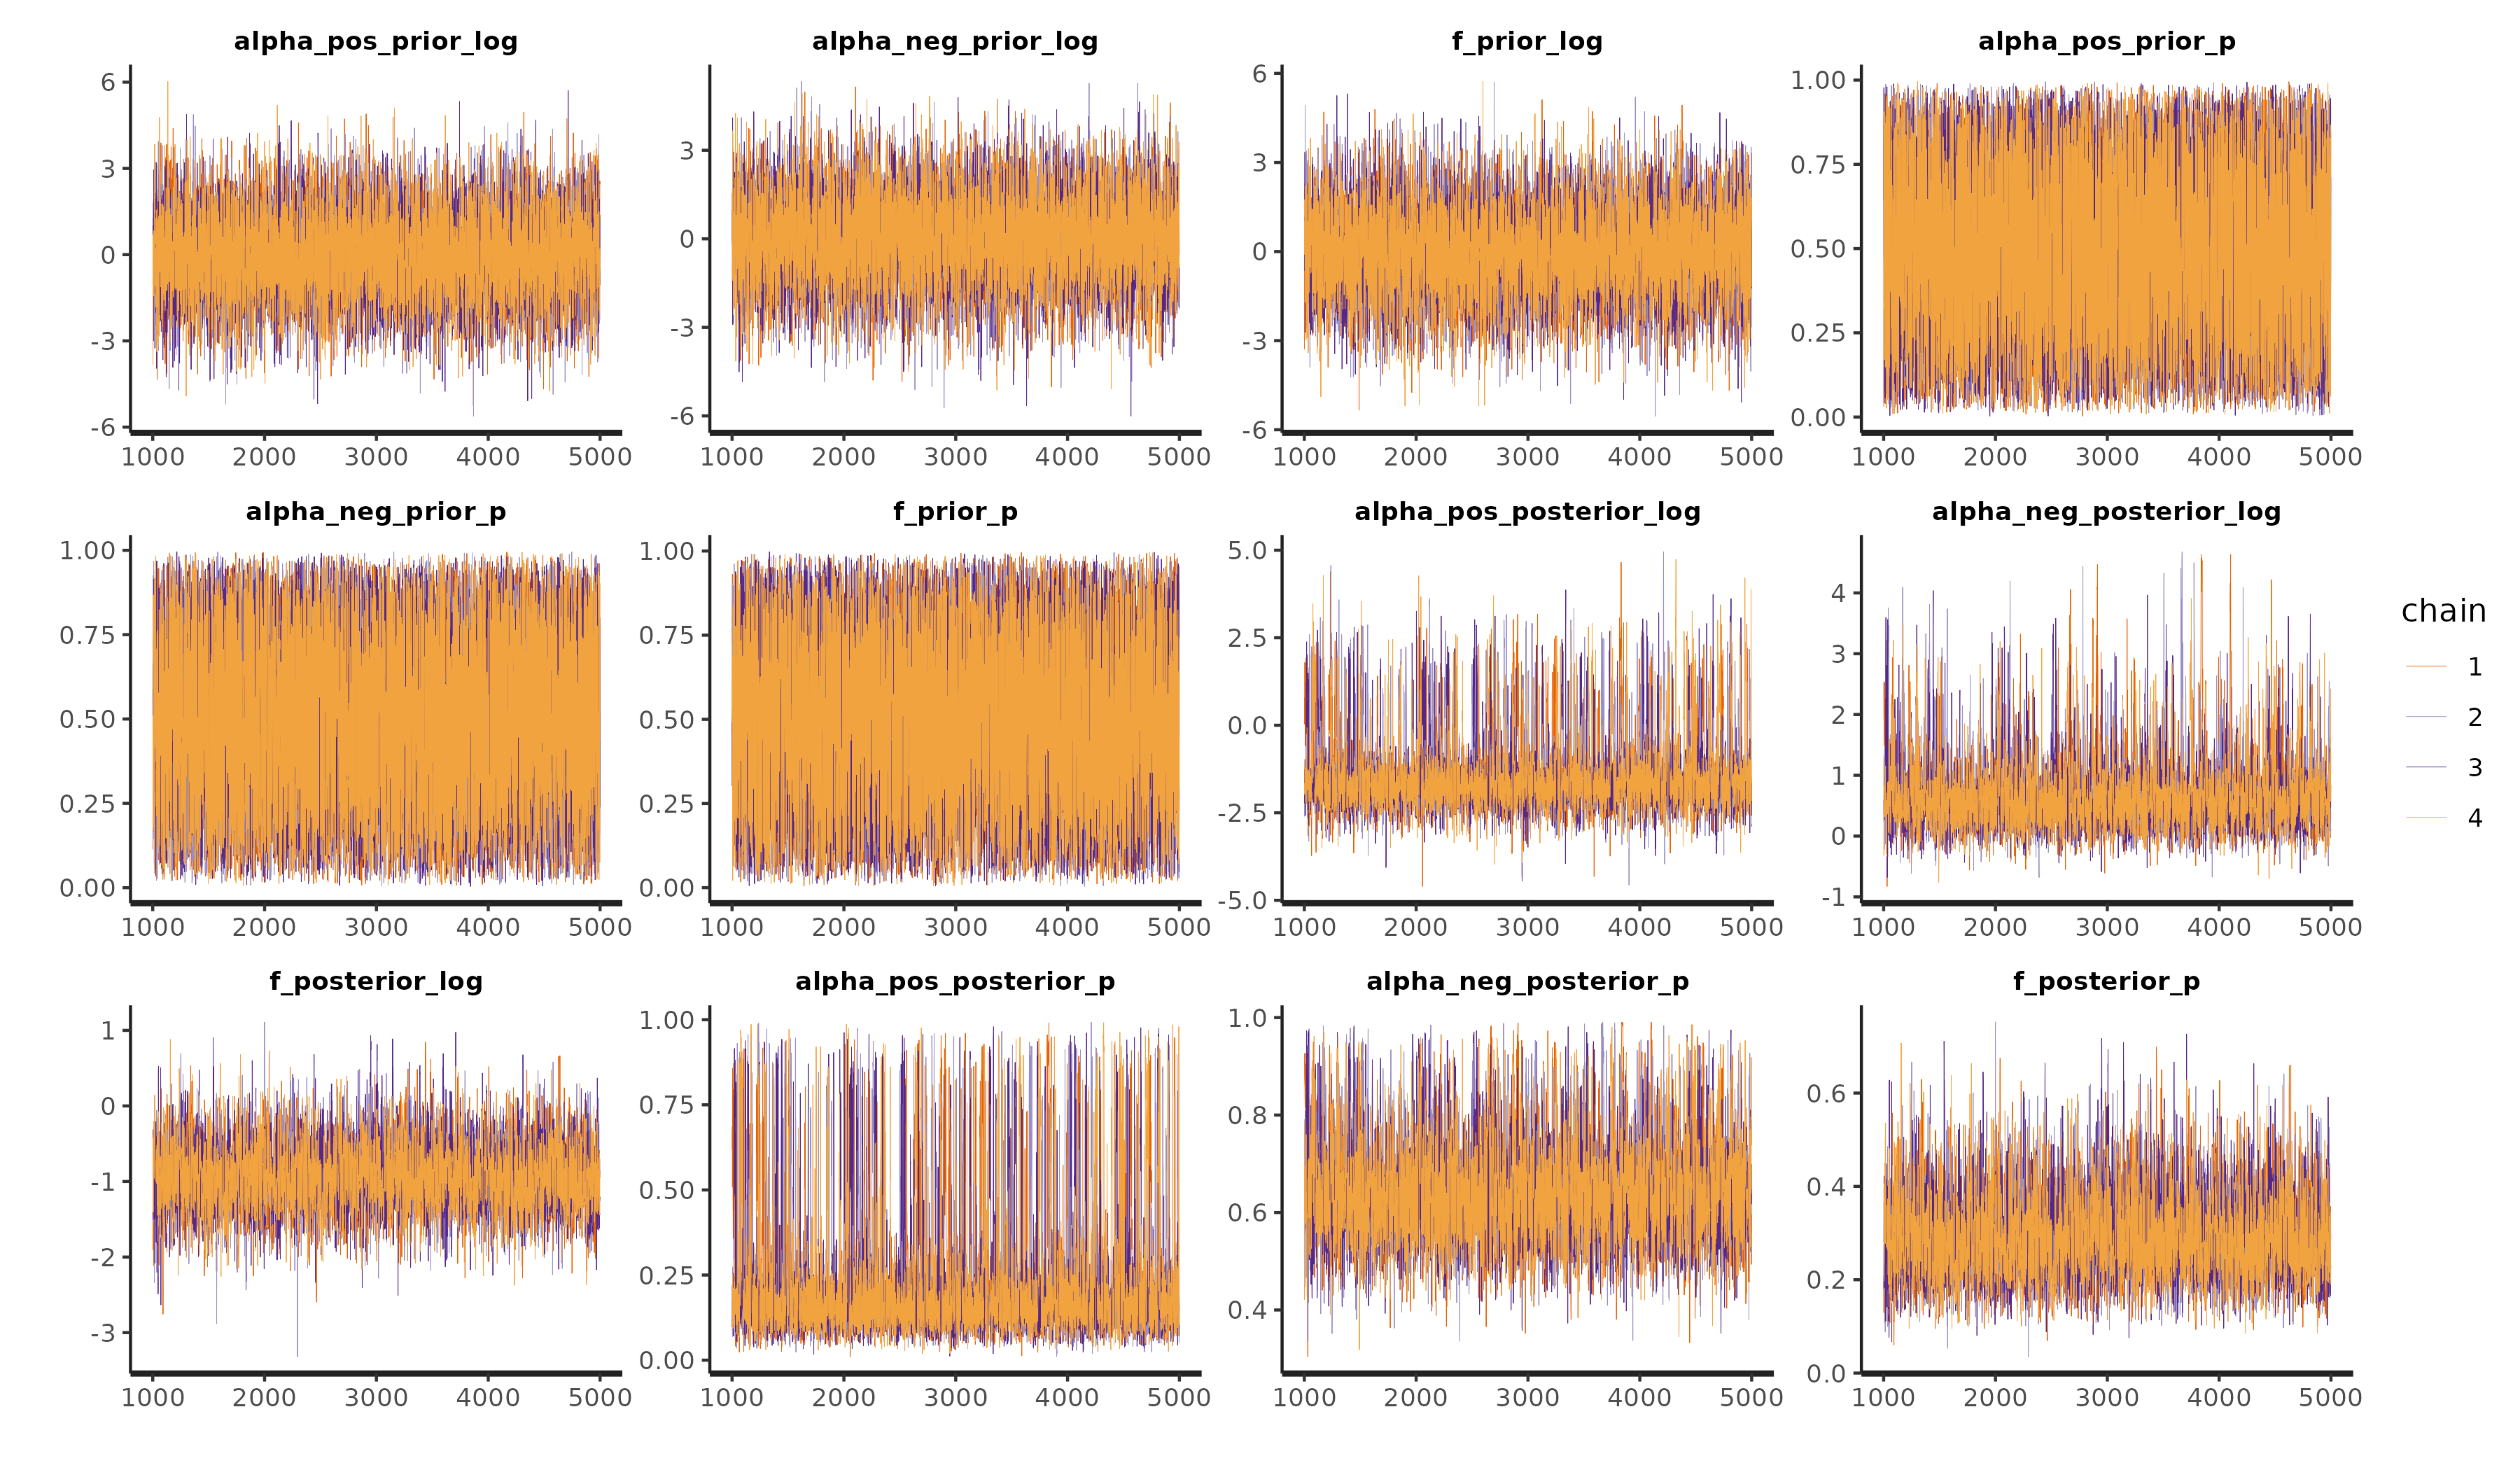 alpha_pos_prior_log
alpha_neg_prior_log
f_prior_log
alpha_pos_prior_p
6
3
0
-3
-6
3
0
-3
-6
6
3
0
-3
-6
1.00
0.75
0.50
0.25
0.00
1000 2000 3000 4000 5000
1000 2000 3000 4000 5000
1000 2000 3000 4000 5000
1000 2000 3000 4000 5000
alpha_neg_prior_p
f_prior_p
alpha_pos_posterior_log
alpha_neg_posterior_log
1.00
0.75
0.50
0.25
0.00
1.00
0.75
0.50
0.25
0.00
5.0
2.5
0.0
-2.5
-5.0
4
3
2
1
0
-1
1000 2000 3000 4000 5000
1000 2000 3000 4000 5000
1000 2000 3000 4000 5000
1000 2000 3000 4000 5000
chain
1
2
3
4
f_posterior_log
alpha_pos_posterior_p
alpha_neg_posterior_p
f_posterior_p
1
0
-1
-2
-3
1.00
0.75
0.50
0.25
0.00
1.0
0.8
0.6
0.4
0.6
0.4
0.2
0.0
1000 2000 3000 4000 5000
1000 2000 3000 4000 5000
1000 2000 3000 4000 5000
1000 2000 3000 4000 5000